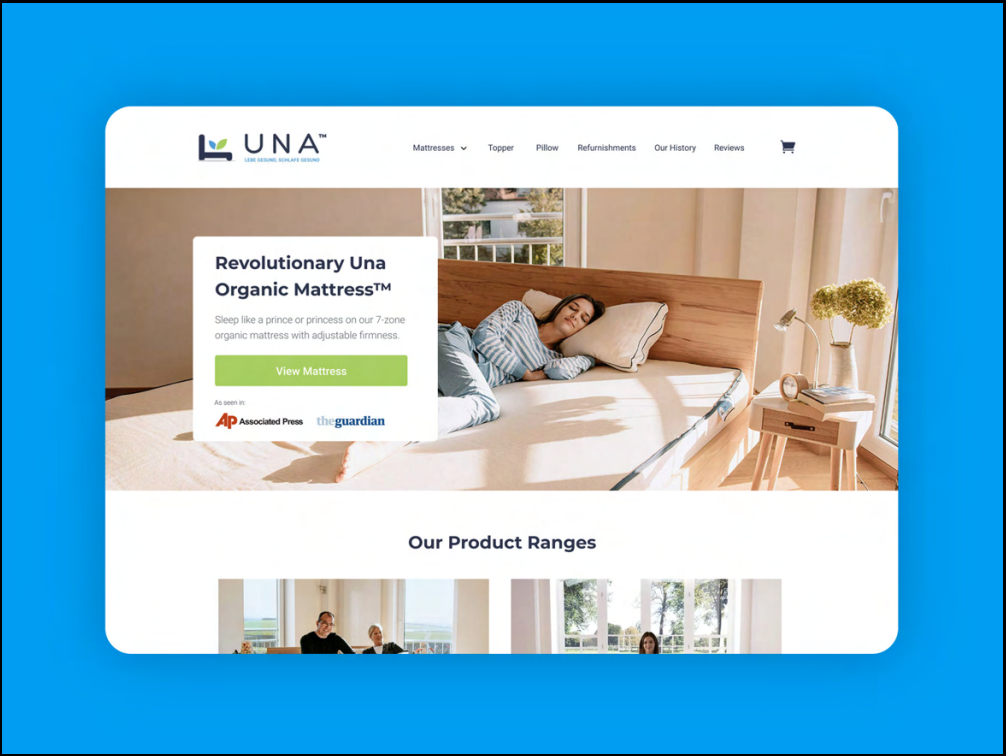 UNA™
LEBE GESUND, SCHLAFE GESUND
Mattresses
Topper
Pillow
Refurnishments
Our History
Reviews
Revolutionary Una
Organic Mattress™
Sleep like a prince or princess on our 7-zone
organic mattress with adjustable firmness.
View Mattress
As seen in:
AP Associated Press
theguardian
Our Product Ranges